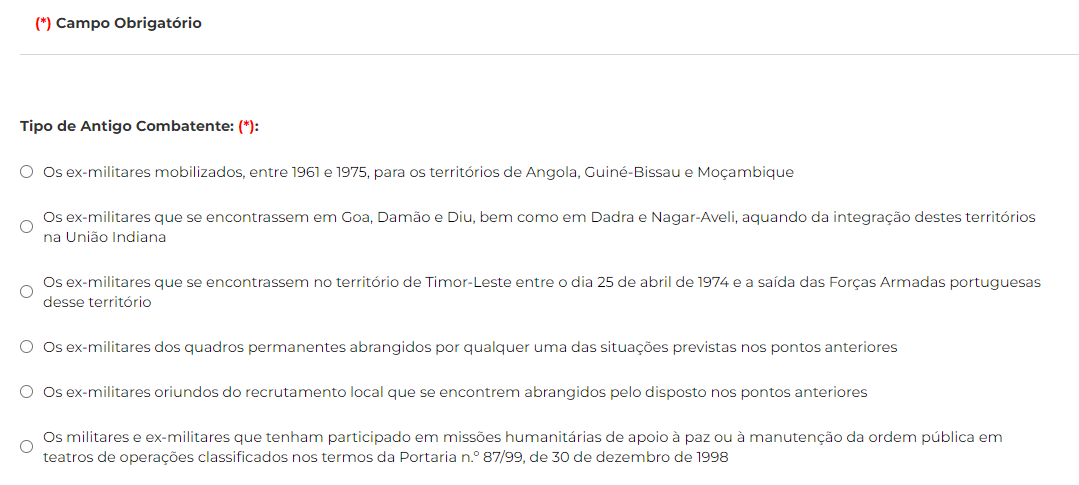 (*) Campo Obrigatório
Tipo de Antigo Combatente: (*):
Os ex-militares mobilizados, entre 1961 e 1975, para os territórios de Angola, Guiné-Bissau e Moçambique
Os ex-militares que se encontrassem em Goa, Damão e Diu, bem como em Dadra e Nagar-Aveli, aquando da integração destes territórios
na União Indiana
Os ex-militares que se encontrassem no território de Timor-Leste entre o dia 25 de abril de 1974 e a saída das Forças Armadas portuguesas
desse território
Os ex-militares dos quadros permanentes abrangidos por qualquer uma das situações previstas nos pontos anteriores
Os ex-militares oriundos do recrutamento local que se encontrem abrangidos pelo disposto nos pontos anteriores
Os militares e ex-militares que tenham participado em missões humanitárias de apoio à paz ou à manutenção da ordem pública em
teatros de operações classificados nos termos da Portaria n.º 87/99, de 30 de dezembro de 1998